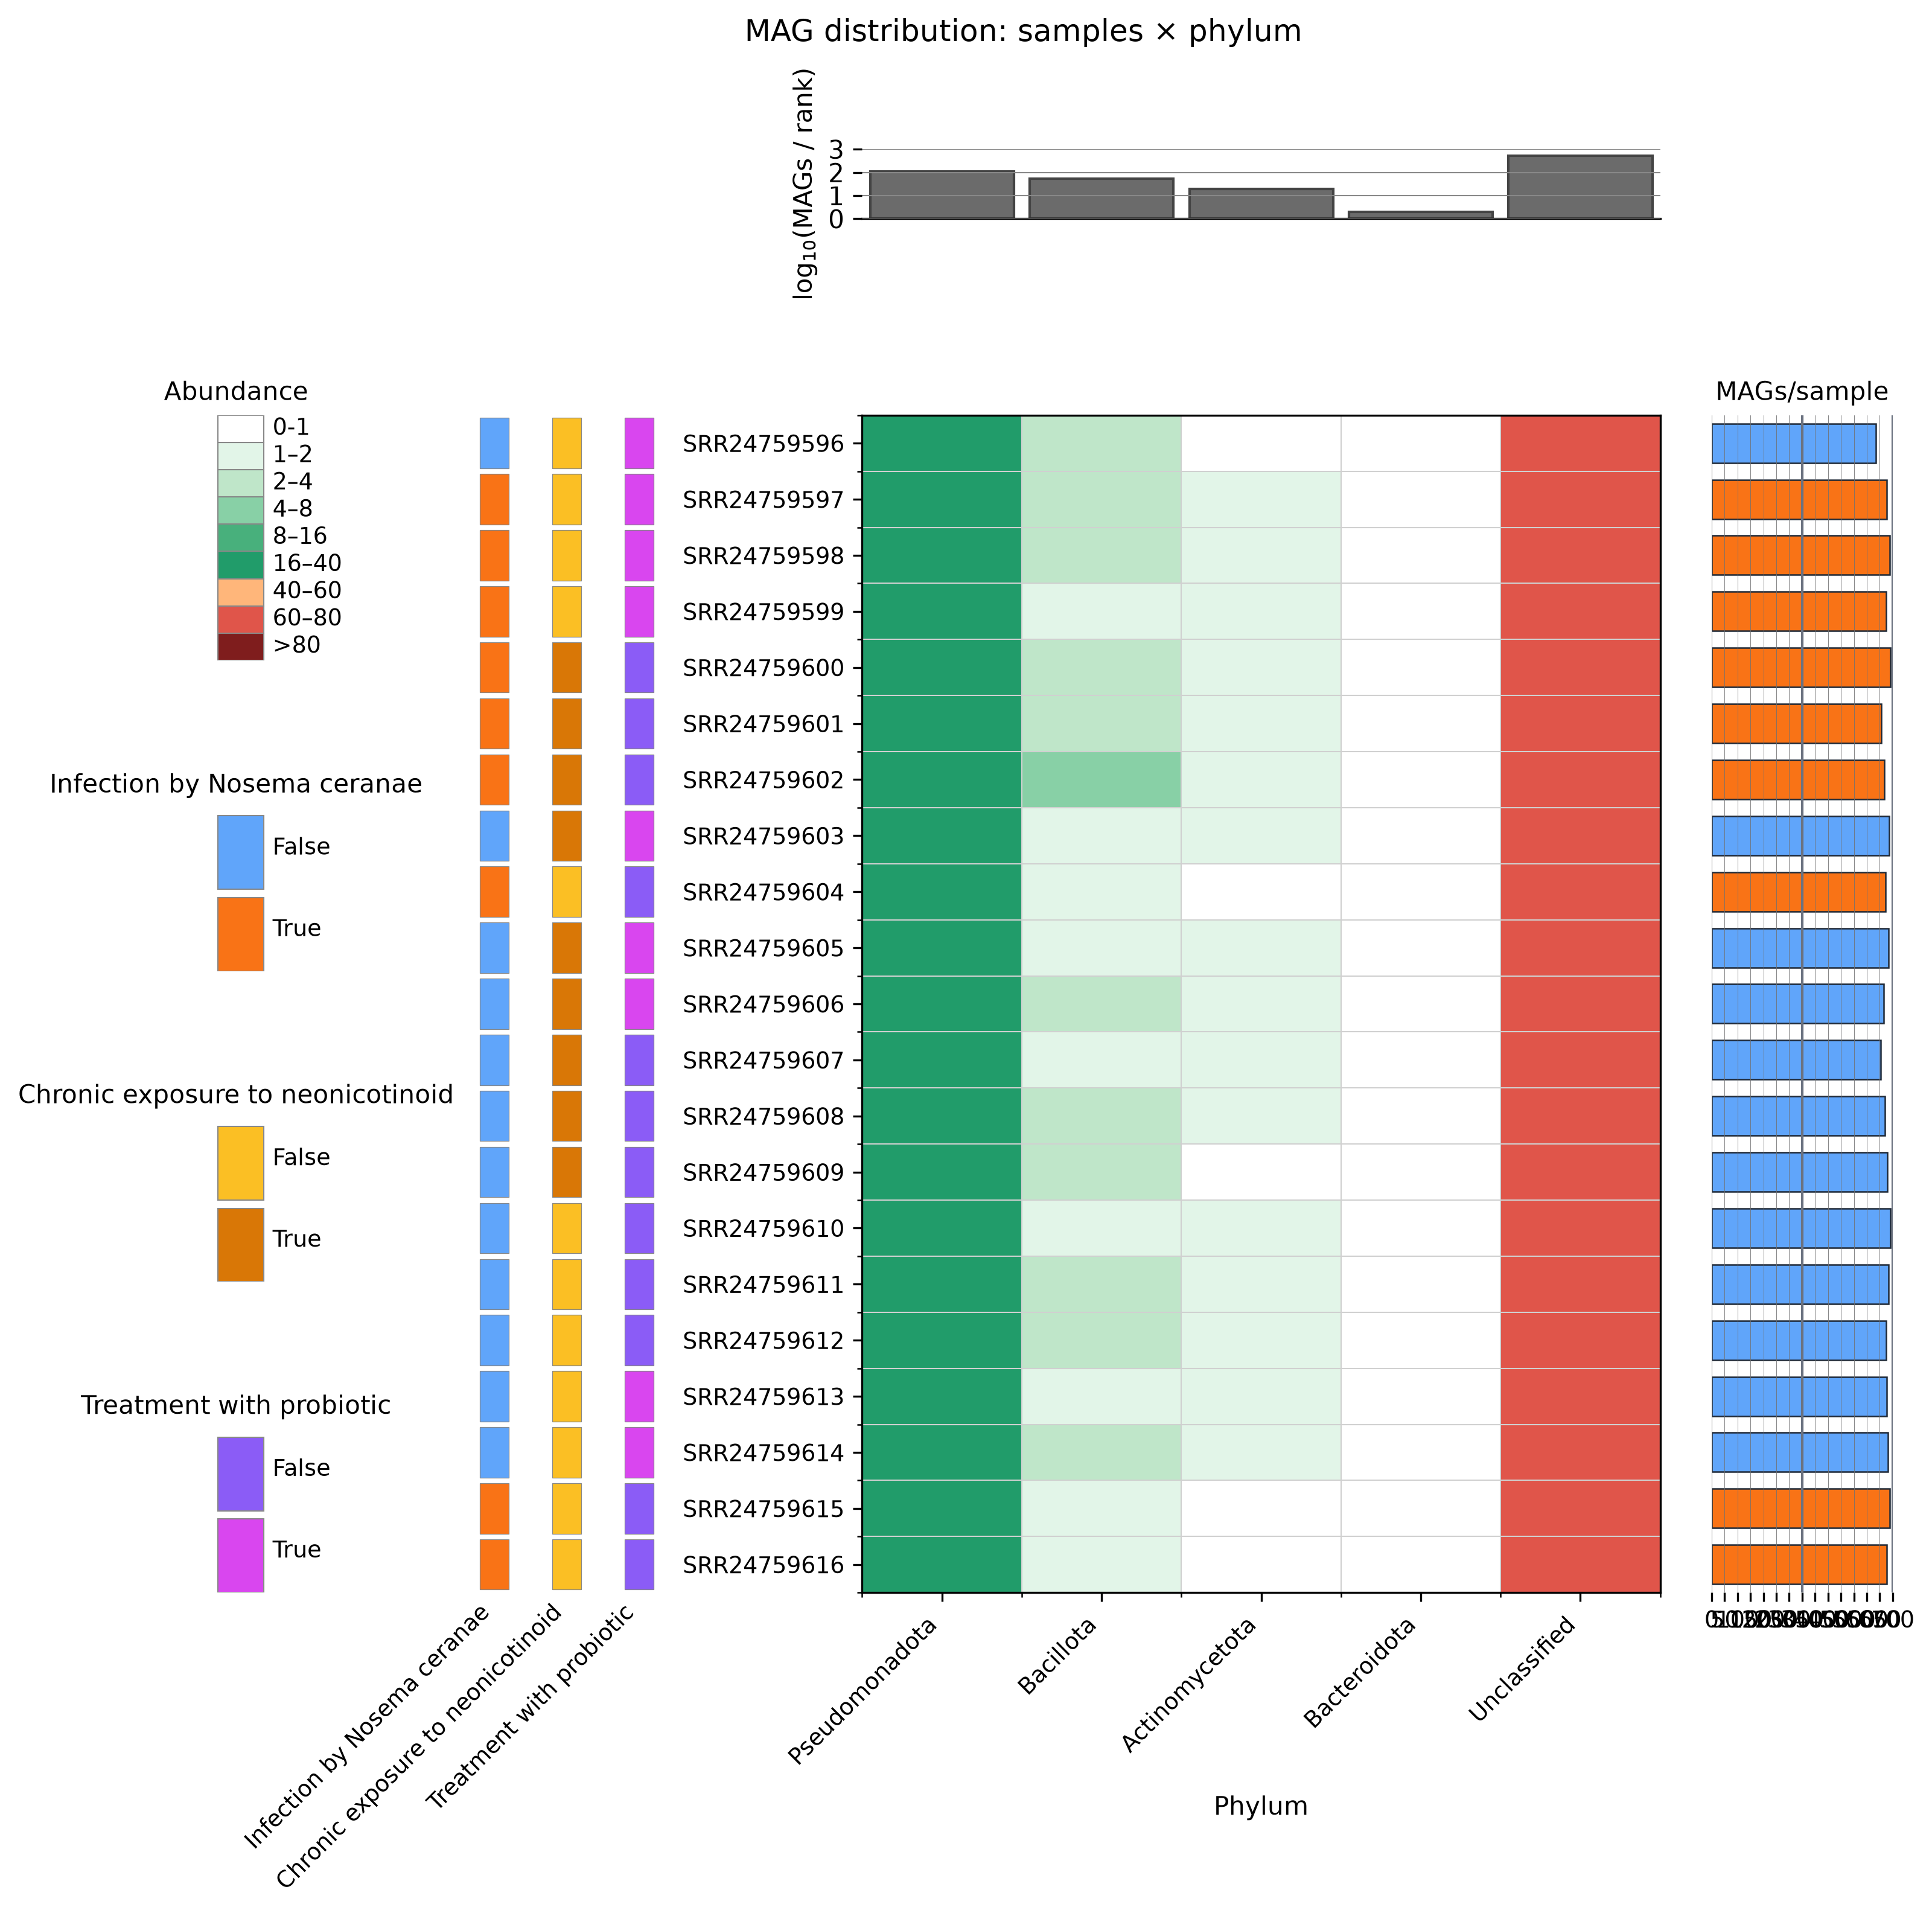 MAG distribution: samples × phylum
log₁₀(MAGs / rank)
3
2
1
0
Abundance
0-1
1–2
2–4
4–8
8–16
16–40
40–60
60–80
>80
Infection by Nosema ceranae
False
True
Chronic exposure to neonicotinoid
False
True
Treatment with probiotic
False
True
SRR24759596
SRR24759597
SRR24759598
SRR24759599
SRR24759600
SRR24759601
SRR24759602
SRR24759603
SRR24759604
SRR24759605
SRR24759606
SRR24759607
SRR24759608
SRR24759609
SRR24759610
SRR24759611
SRR24759612
SRR24759613
SRR24759614
SRR24759615
SRR24759616
MAGs/sample
Infection by Nosema ceranae
Chronic exposure to neonicotinoid
Treatment with probiotic
Pseudomonadota
Bacillota
Actinomycetota
Bacteroidota
Unclassified
Phylum